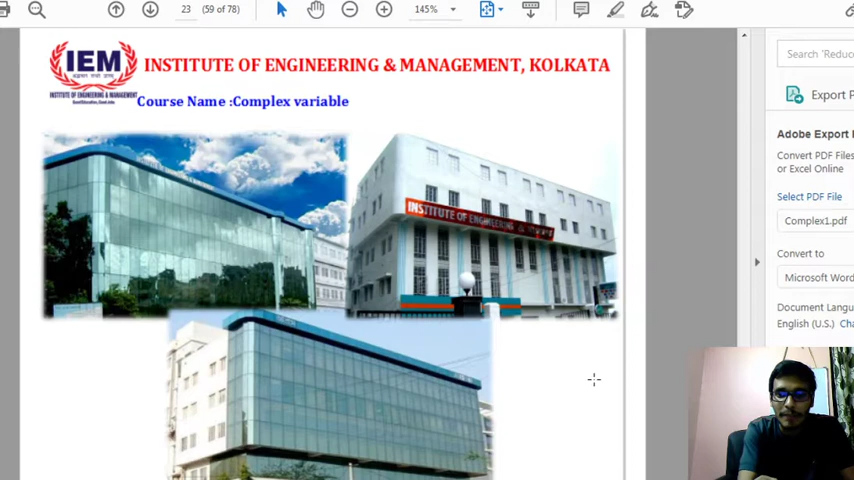 23
(59 of 78)
145%
Search 'Reduc
IEM
INSTITUTE OF ENGINEERING & MANAGEMENT
INSTITUTE OF ENGINEERING & MANAGEMENT, KOLKATA
Course Name :Complex variable
INSTITUTE OF ENGINEERING &
Export P
Adobe Export
Convert PDF Files
or Excel Online
Select PDF File
Complex1.pdf
Convert to
Microsoft Word
Document Langu
English (U.S.) Cha